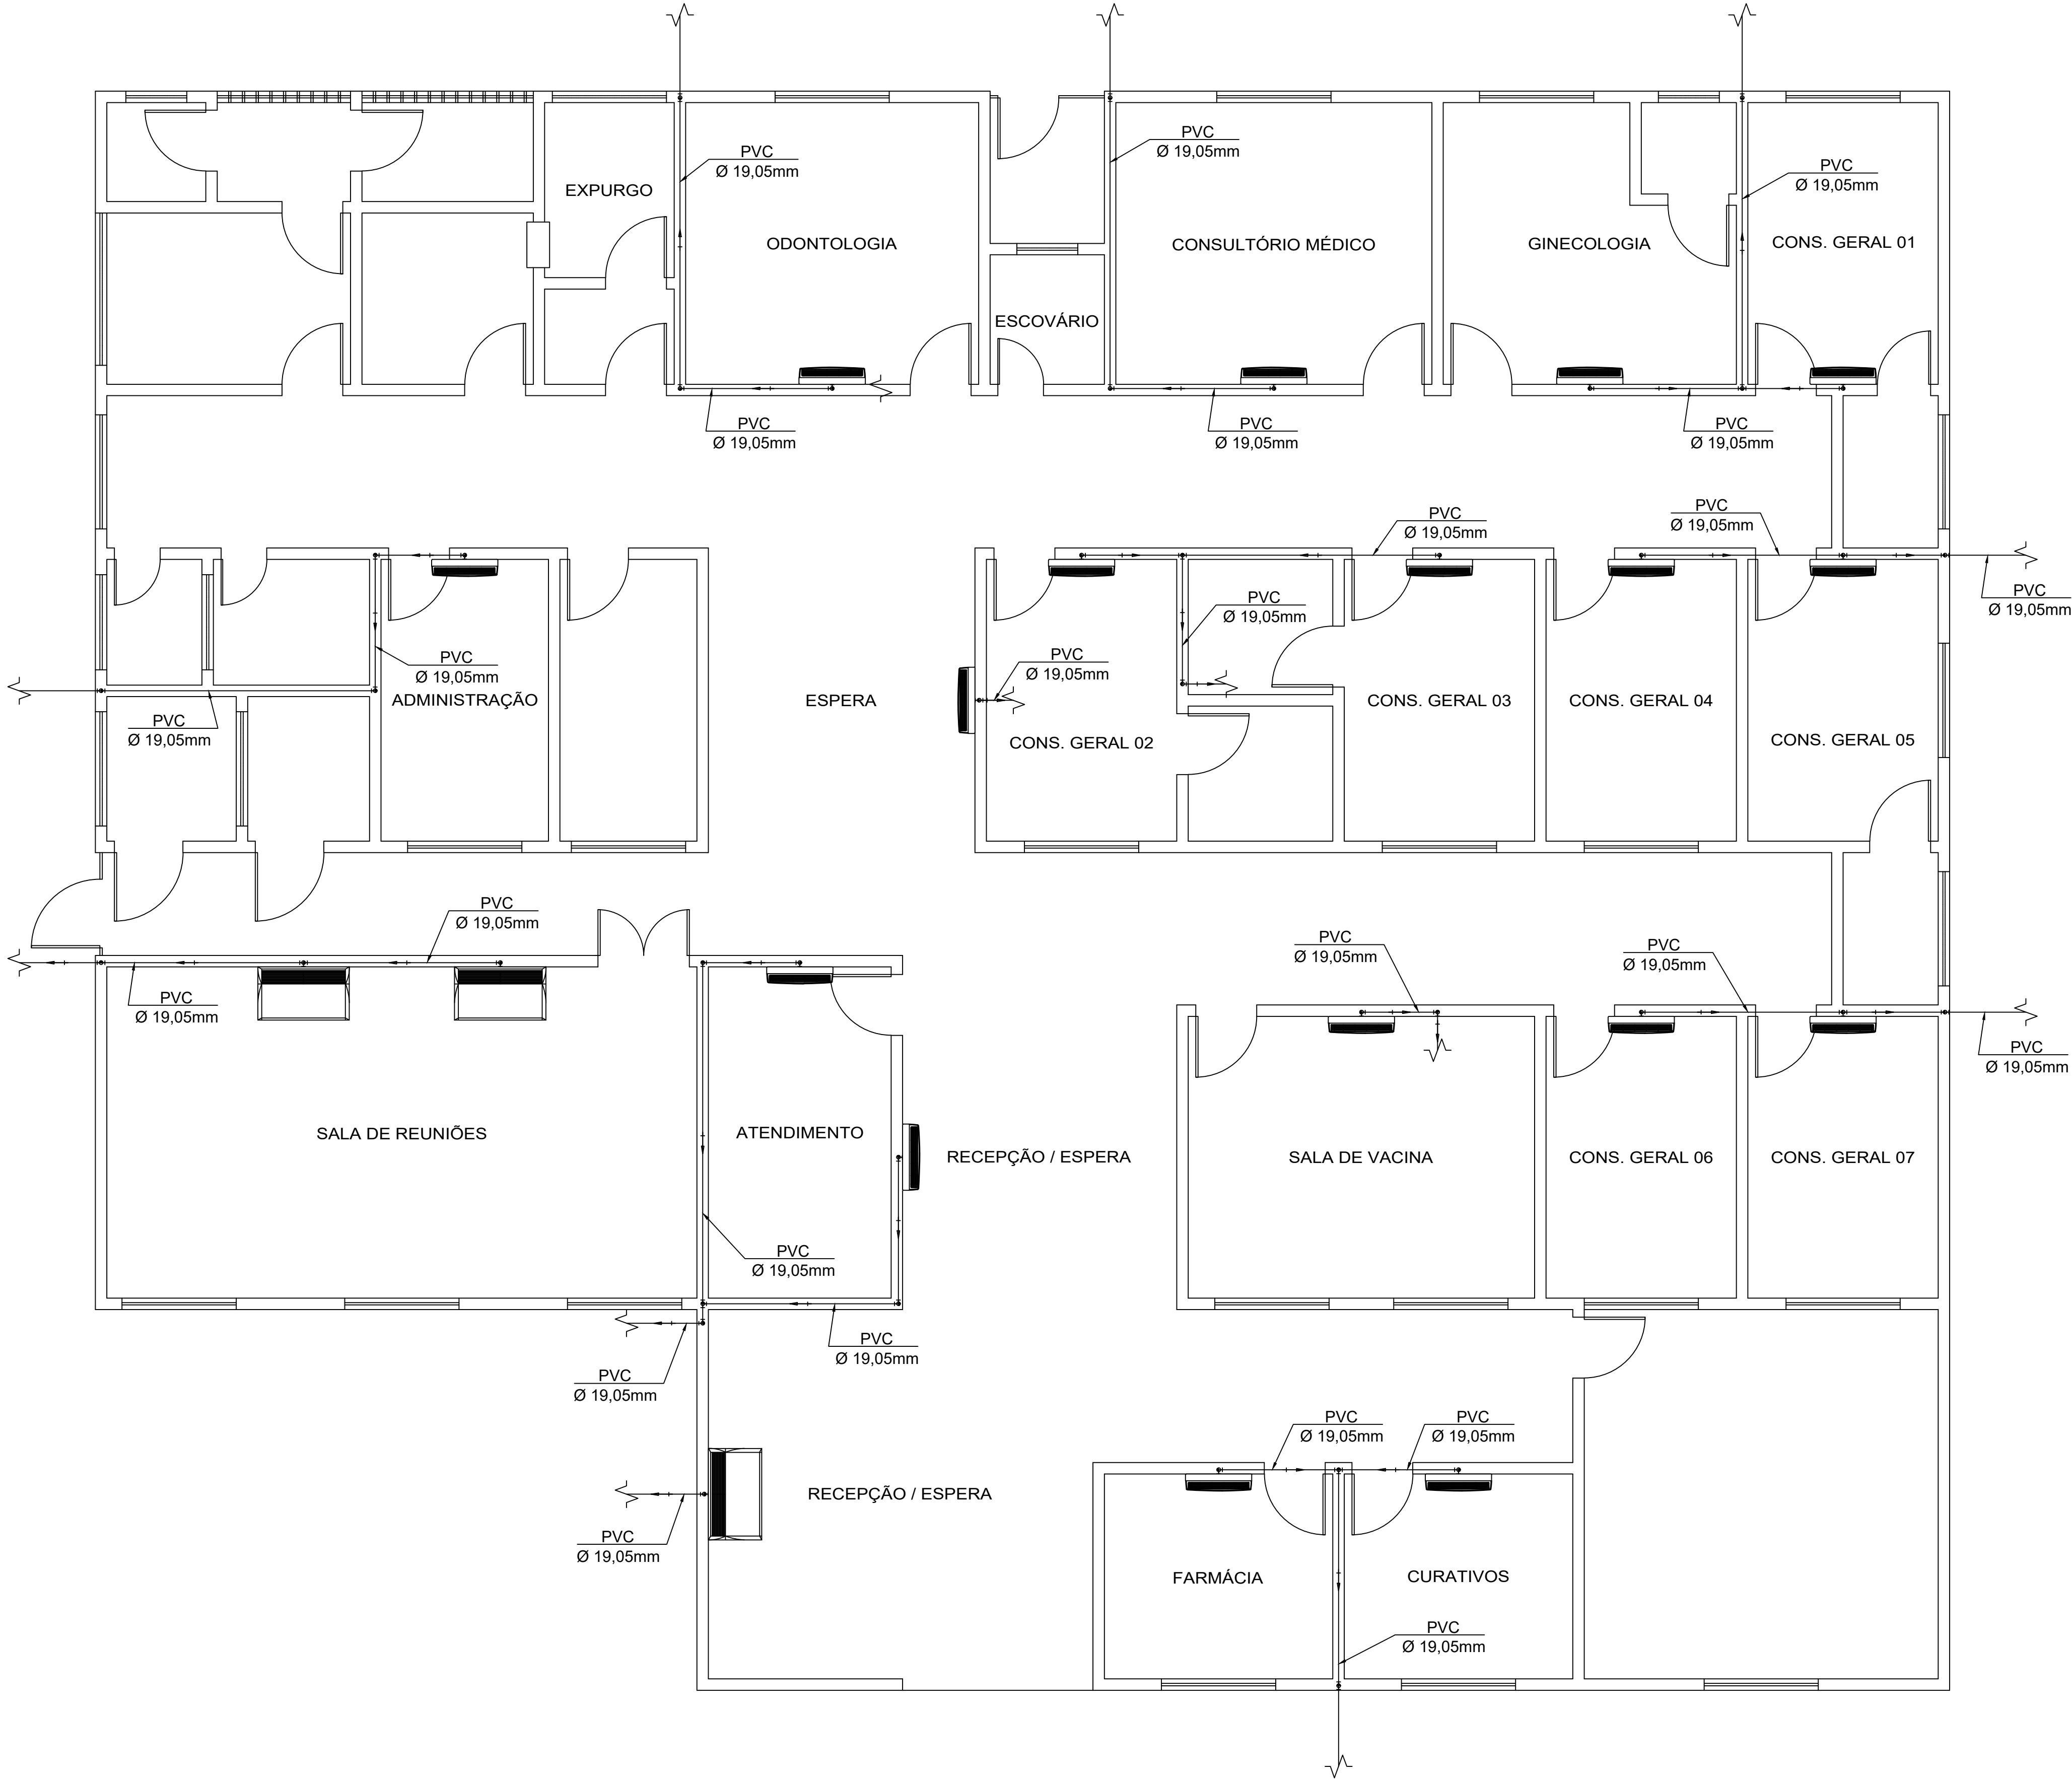 PVC
Ø 19,05mm
PVC
Ø 19,05mm
PVC
Ø 19,05mm
EXPURGO
ODONTOLOGIA
CONSULTÓRIO MÉDICO
GINECOLOGIA
CONS. GERAL 01
ESCOVÁRIO
PVC
Ø 19,05mm
PVC
Ø 19,05mm
PVC
Ø 19,05mm
PVC
Ø 19,05mm
PVC
Ø 19,05mm
PVC
Ø 19,05mm
PVC
Ø 19,05mm
PVC
Ø 19,05mm
PVC
Ø 19,05mm
ADMINISTRAÇÃO
ESPERA
CONS. GERAL 03
CONS. GERAL 04
PVC
Ø 19,05mm
CONS. GERAL 02
CONS. GERAL 05
PVC
Ø 19,05mm
PVC
Ø 19,05mm
PVC
Ø 19,05mm
PVC
Ø 19,05mm
PVC
Ø 19,05mm
SALA DE REUNIÕES
ATENDIMENTO
RECEPÇÃO / ESPERA
SALA DE VACINA
CONS. GERAL 06
CONS. GERAL 07
PVC
Ø 19,05mm
PVC
Ø 19,05mm
PVC
Ø 19,05mm
PVC
Ø 19,05mm
PVC
Ø 19,05mm
RECEPÇÃO / ESPERA
PVC
Ø 19,05mm
FARMÁCIA
CURATIVOS
PVC
Ø 19,05mm